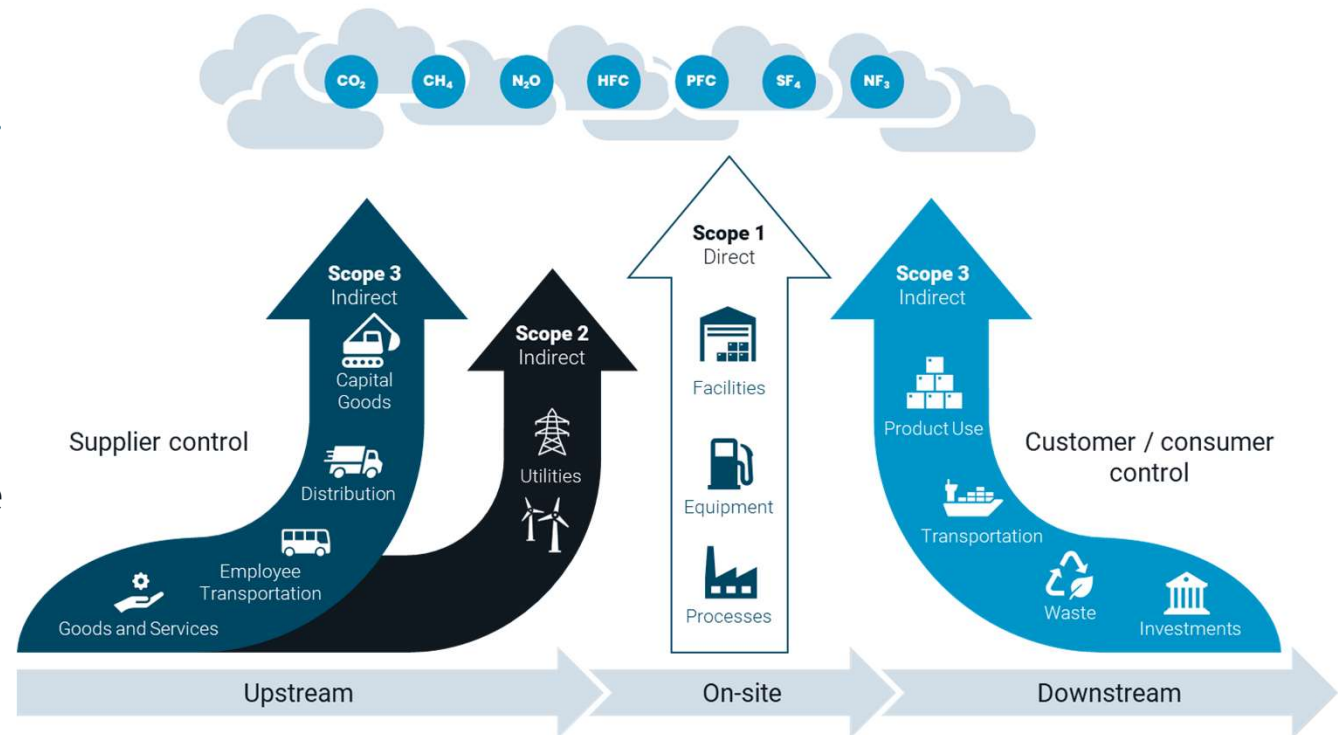 CO₂ CH₄ N₂O HFC PFC SF₄ NF₃
Scope 3
Indirect
Capital
Goods
Distribution
Employee
Transportation
Goods and Services
Supplier control
Scope 2
Indirect
Utilities
Scope 1
Direct
Facilities
Equipment
Processes
Scope 3
Indirect
Product Use
Transportation
Waste
Investments
Customer / consumer
control
Upstream
On-site
Downstream